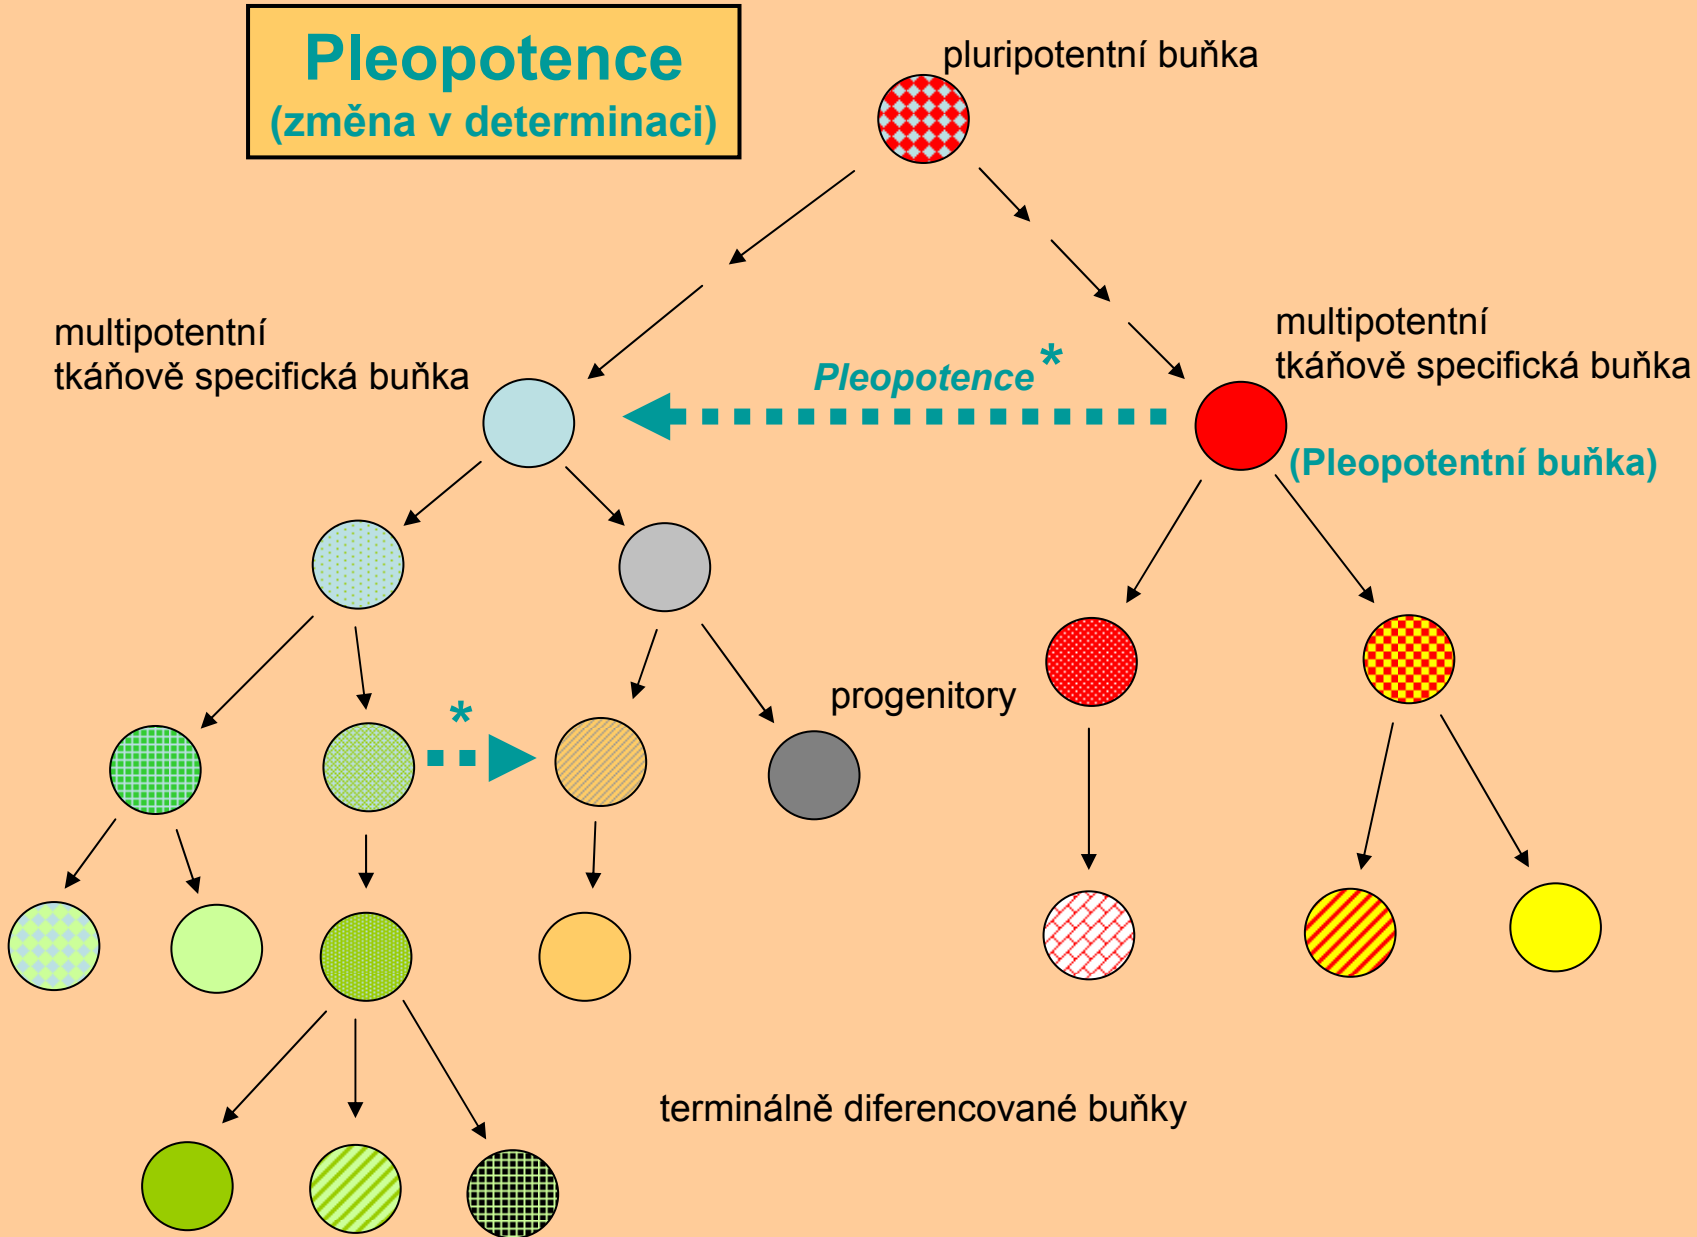 Pleopotence
(změna v determinaci)
pluripotentní buňka
multipotentní
tkáňově specifická buňka
Pleopotence *
multipotentní
tkáňově specifická buňka
(Pleopotentní buňka)
progenitory
*
terminálně diferencované buňky